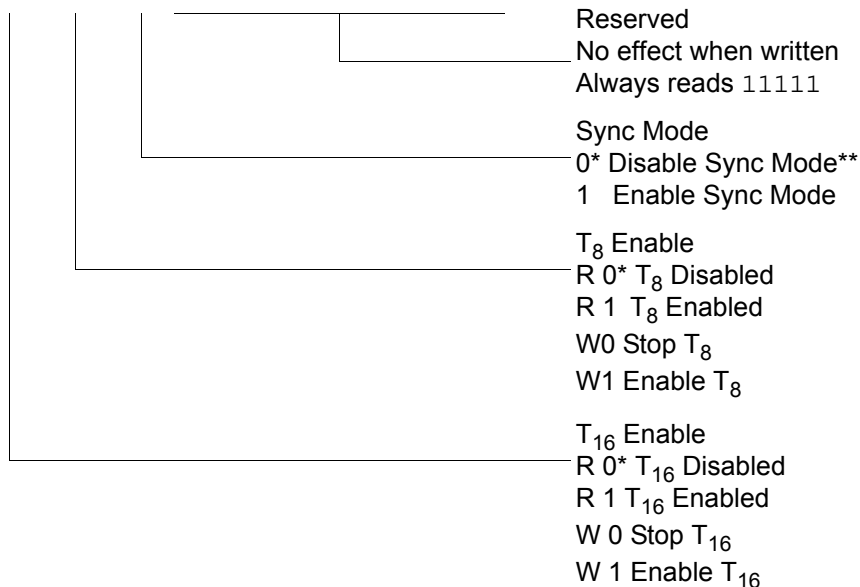 Reserved
No effect when written
Always reads 11111
Sync Mode
0* Disable Sync Mode**
1 Enable Sync Mode
T8 Enable
R 0* T8 Disabled
R 1 T8 Enabled
W0 Stop T8
W1 Enable T8
T16 Enable
R 0* T16 Disabled
R 1 T16 Enabled
W 0 Stop T16
W 1 Enable T16